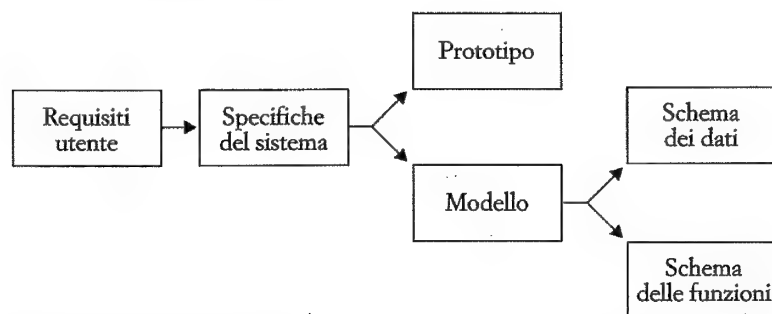 Prototipo
Requisiti
utente
Specifiche
del sistema
Schema
dei dati
Modello
Schema
delle funzioni